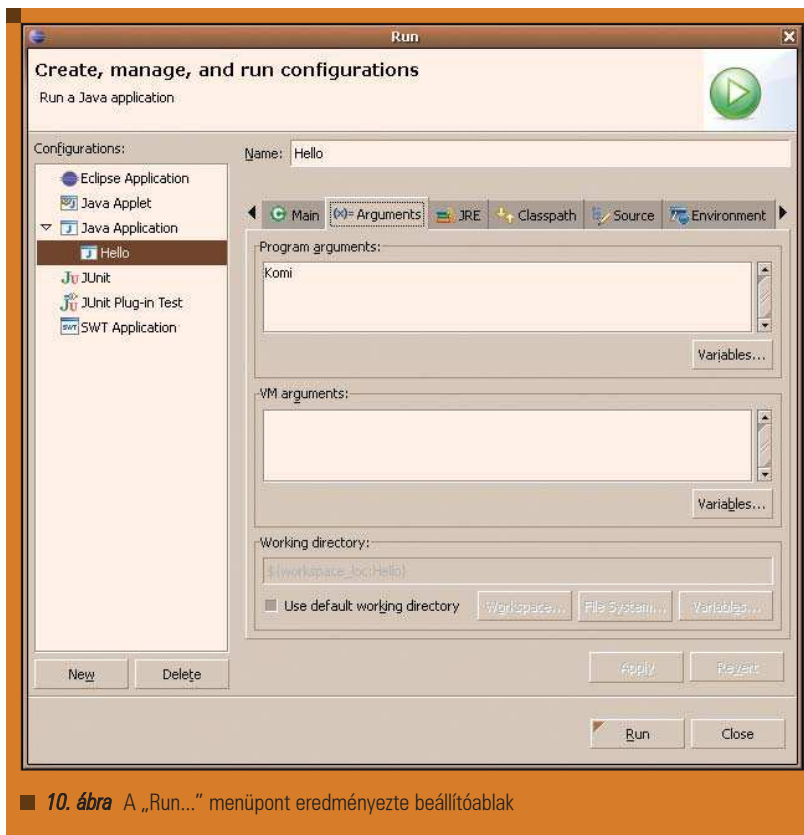 Run
Create, manage, and run configurations
Run a Java application
Configurations:
Eclipse Application
Java Applet
Java Application
Hello
JUnit
JUnit Plug-in Test
SWT Application
New
Delete
Name: Hello
Main (x)= Arguments JRE Classpath Source Environment
Program arguments:
Komi
Variables...
VM arguments:
Variables...
Working directory:
${workspace_loc:Hello}
Use default working directory Workspace... File System... Variables...
Apply Revert
Run Close
10. ábra A „Run...” menüpont eredményezte beállítóablak